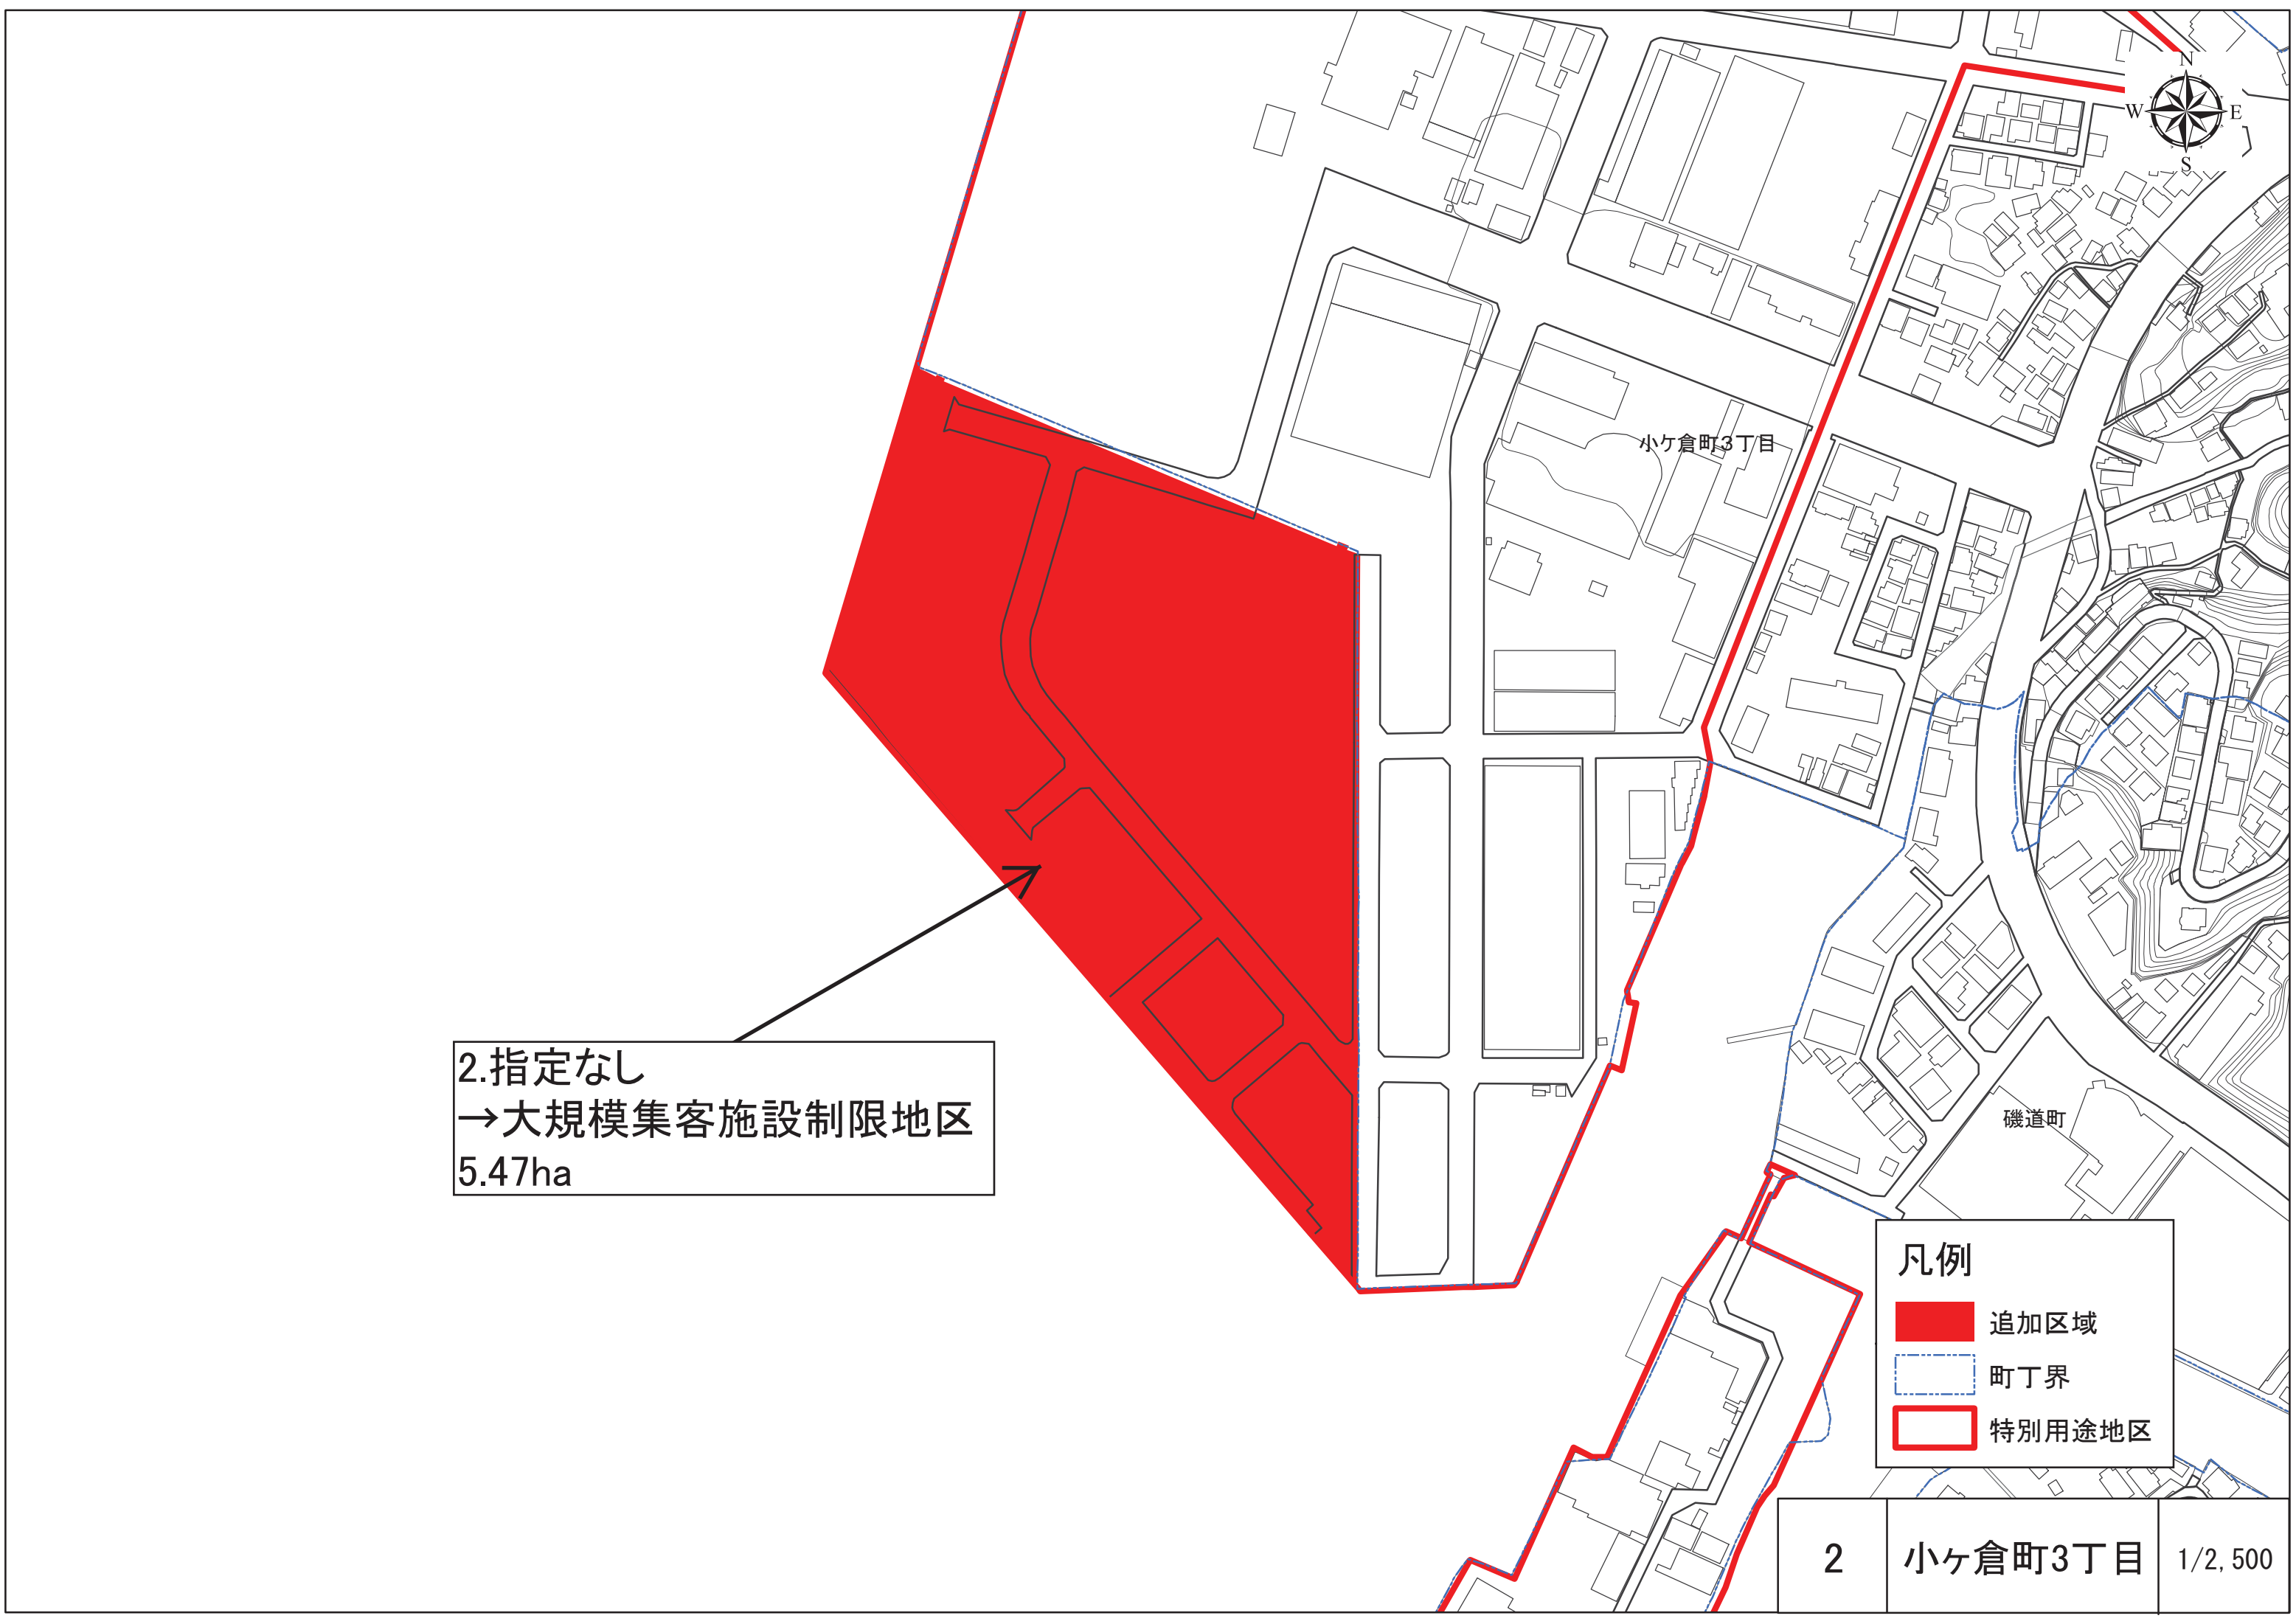 N
W
E
S
小ケ倉町3丁目
2.指定なし
→大規模集客施設制限地区
5.47ha
磯道町
凡例
追加区域
町丁界
特別用途地区
2
小ヶ倉町3丁目
1/2,500